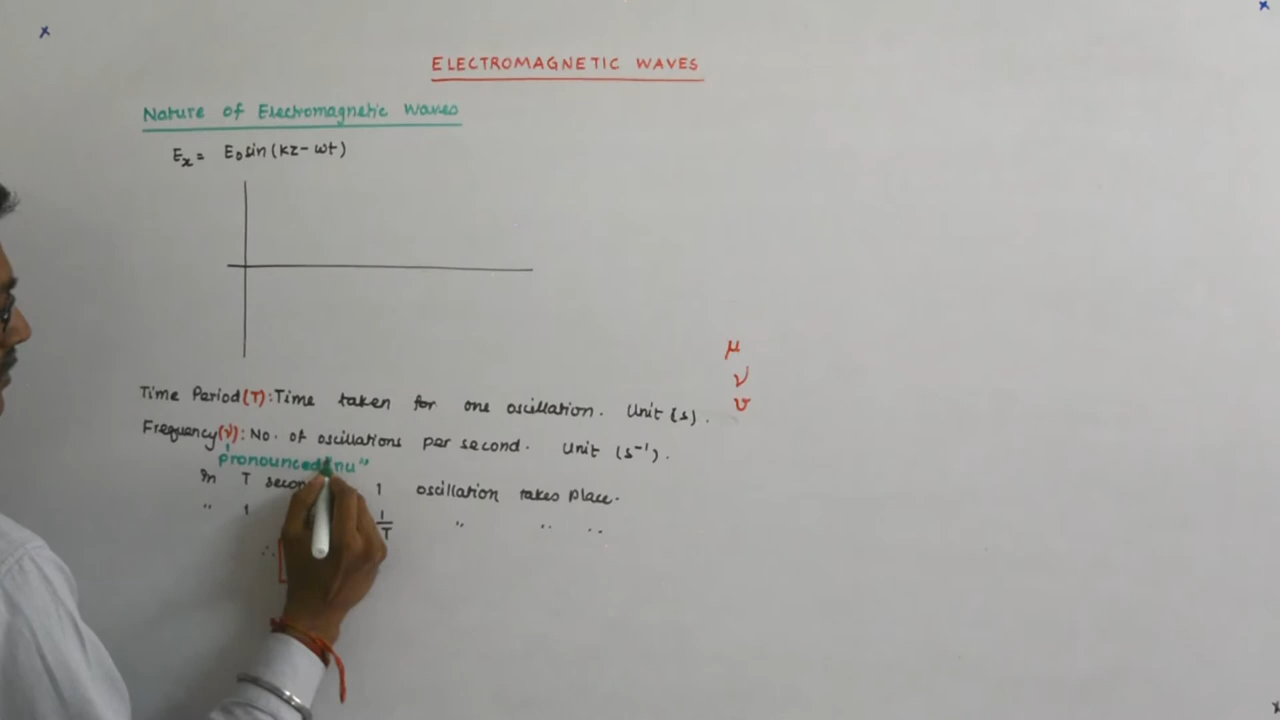 ELECTROMAGNETIC WAVES
Nature of Electromagnetic Waves
Ex = E0 sin (kz - ωt)
μ
ν
Time Period (T): Time taken for one oscillation. Unit (s).
υ
Frequency (ν): No. of oscillations per second. Unit (s⁻¹).
pronounced "nu"
In T 1 oscillation takes place.
" 1 1/T " " "
∴